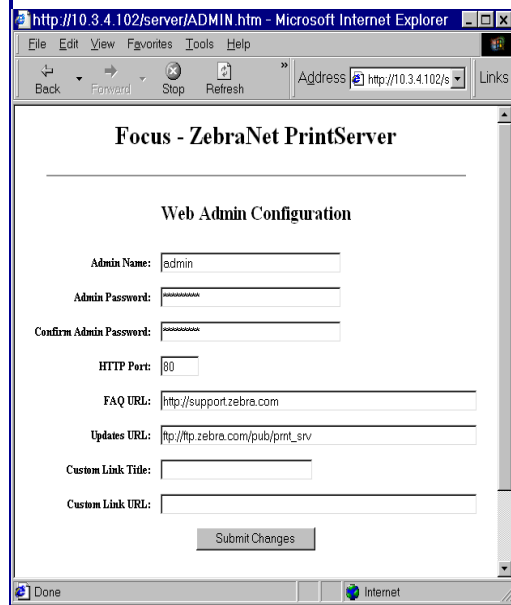 http://10.3.4.102/server/ADMIN.htm - Microsoft Internet Explorer
File Edit View Favorites Tools Help
Back Forward Stop Refresh » Address http://10.3.4.102/s Links
Focus - ZebraNet PrintServer
Web Admin Configuration
Admin Name: admin
Admin Password: *********
Confirm Admin Password: *********
HTTP Port: 80
FAQ URL: http://support.zebra.com
Updates URL: ftp://ftp.zebra.com/pub/prnt_srv
Custom Link Title:
Custom Link URL:
Submit Changes
Done Internet